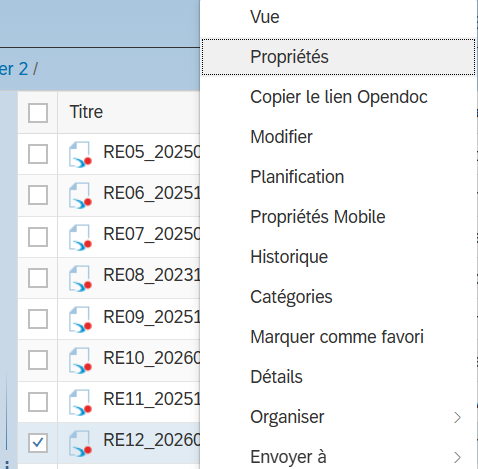 Vue
Propriétés
er 2 /
Copier le lien Opendoc
Titre
Modifier
RE05_20250
Planification
RE06_20251
Propriétés Mobile
RE07_20250
Historique
RE08_20231
Catégories
RE09_20251
Marquer comme favori
RE10_20260
Détails
RE11_20251
Organiser
RE12_20260
Envoyer à